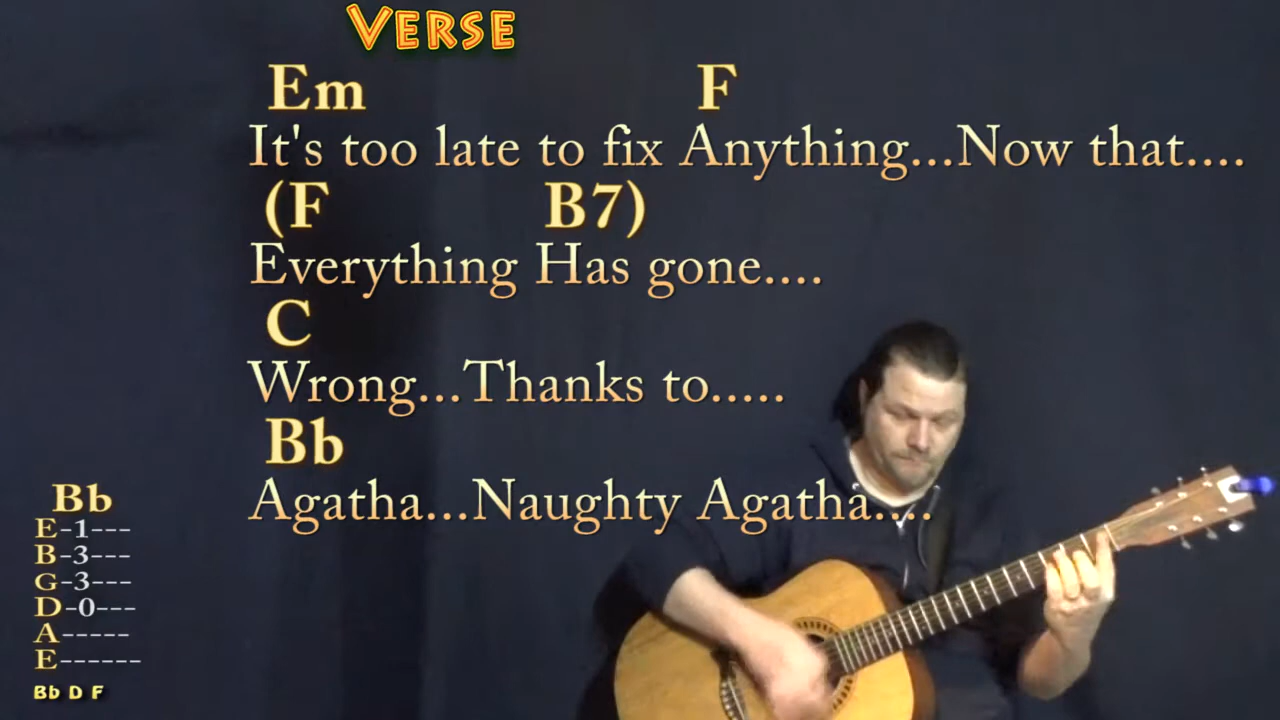 VERSE
Em F
It's too late to fix Anything...Now that....
(F B7)
Everything Has gone....
C
Wrong...Thanks to.....
Bb
Agatha...Naughty Agatha....
Bb
E-1---
B-3---
G-3---
D-0---
A-----
E------
Bb D F